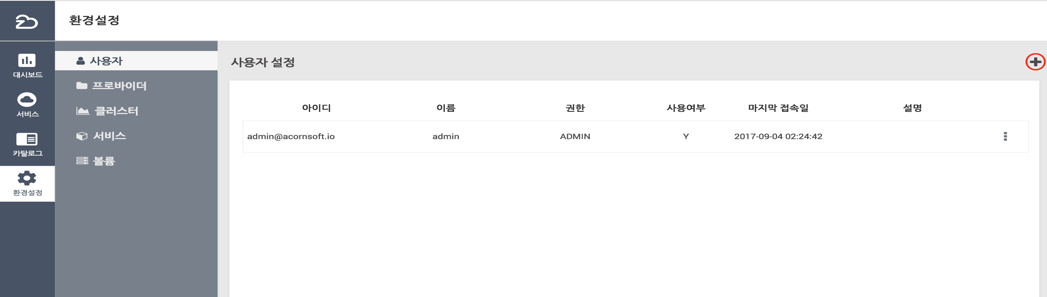 환경설정
대시보드
서비스
카탈로그
환경설정
사용자
프로바이더
클러스터
서비스
볼륨
사용자 설정
아이디 이름 권한 사용여부 마지막 접속일 설명
admin@acornsoft.io admin ADMIN Y 2017-09-04 02:24:42